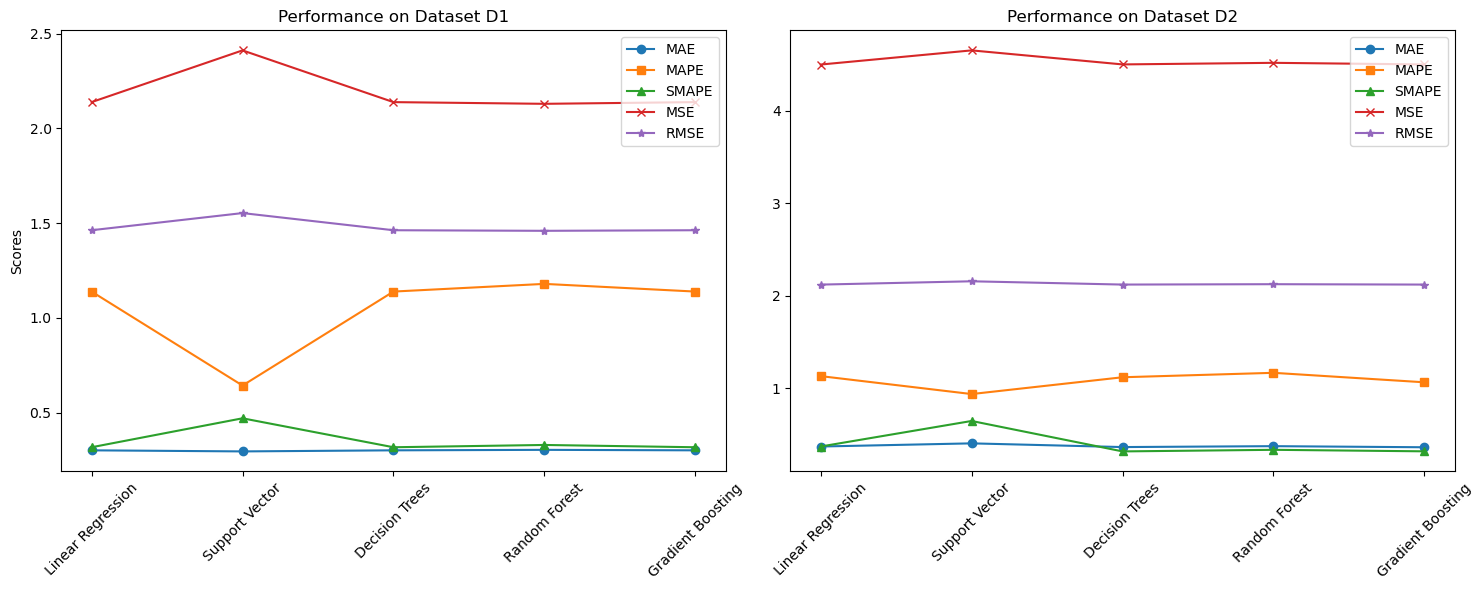 Performance on Dataset D1
2.5
2.0
1.5
1.0
0.5
Scores
MAE
MAPE
SMAPE
MSE
RMSE
Linear Regression
Support Vector
Decision Trees
Random Forest
Gradient Boosting
Performance on Dataset D2
4
3
2
1
MAE
MAPE
SMAPE
MSE
RMSE
Linear Regression
Support Vector
Decision Trees
Random Forest
Gradient Boosting